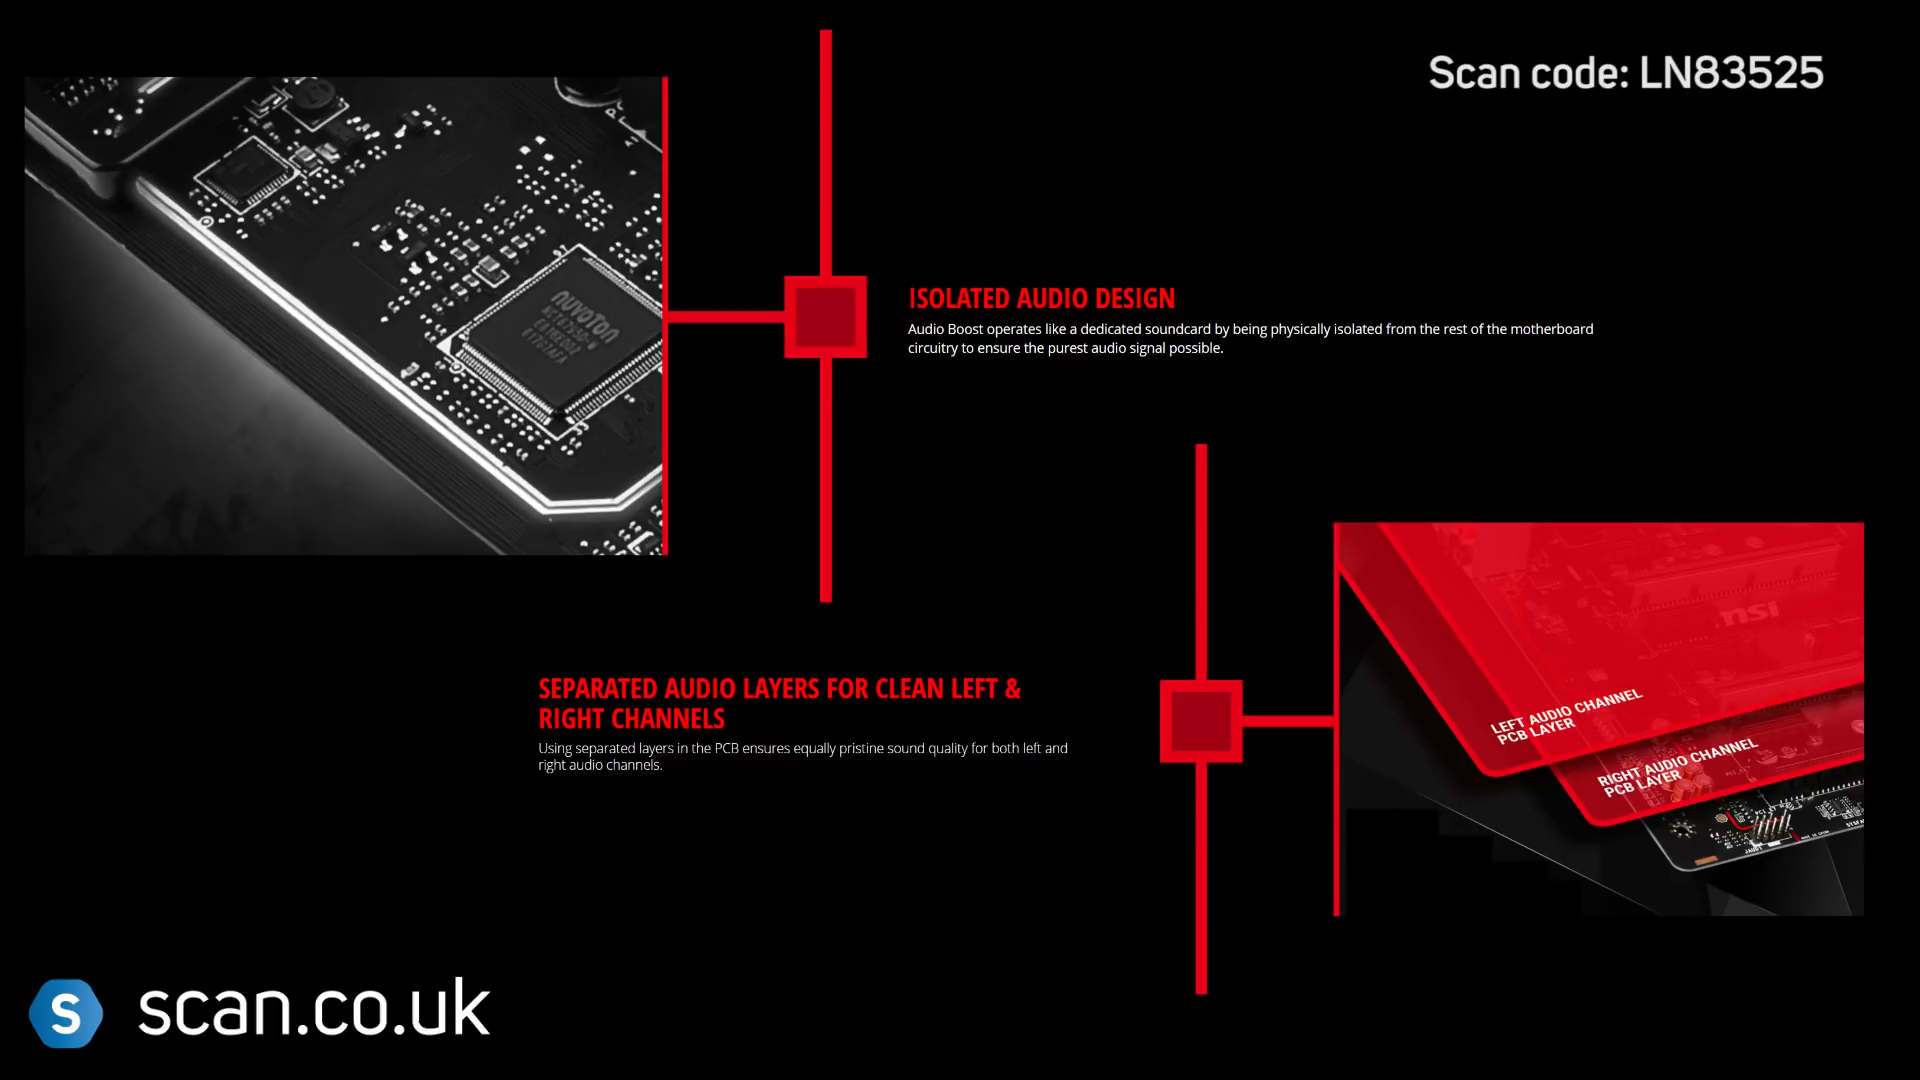 Scan code: LN83525
nuvoTon
ISOLATED AUDIO DESIGN
Audio Boost operates like a dedicated soundcard by being physically isolated from the rest of the motherboard
circuitry to ensure the purest audio signal possible.
SEPARATED AUDIO LAYERS FOR CLEAN LEFT &
RIGHT CHANNELS
Using separated layers in the PCB ensures equally pristine sound quality for both left and
right audio channels.
msi
LEFT AUDIO CHANNEL
PCB LAYER
RIGHT AUDIO CHANNEL
PCB LAYER
JAUD1
S scan.co.uk